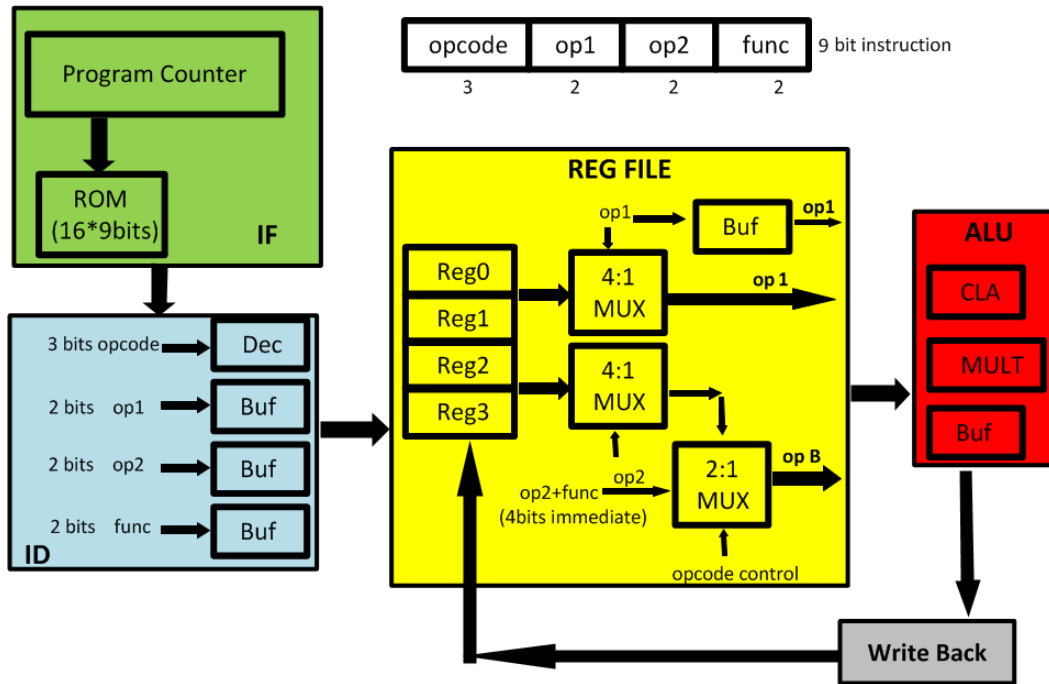 opcode op1 op2 func 9 bit instruction
3 2 2 2
Program Counter
ROM
(16*9bits)
IF
3 bits opcode Dec
2 bits op1 Buf
2 bits op2 Buf
2 bits func Buf
ID
REG FILE
op1 Buf op1
Reg0
Reg1
Reg2
Reg3
4:1
MUX
op 1
4:1
MUX
op2
op2+func
(4bits immediate)
2:1
MUX
op B
opcode control
ALU
CLA
MULT
Buf
Write Back